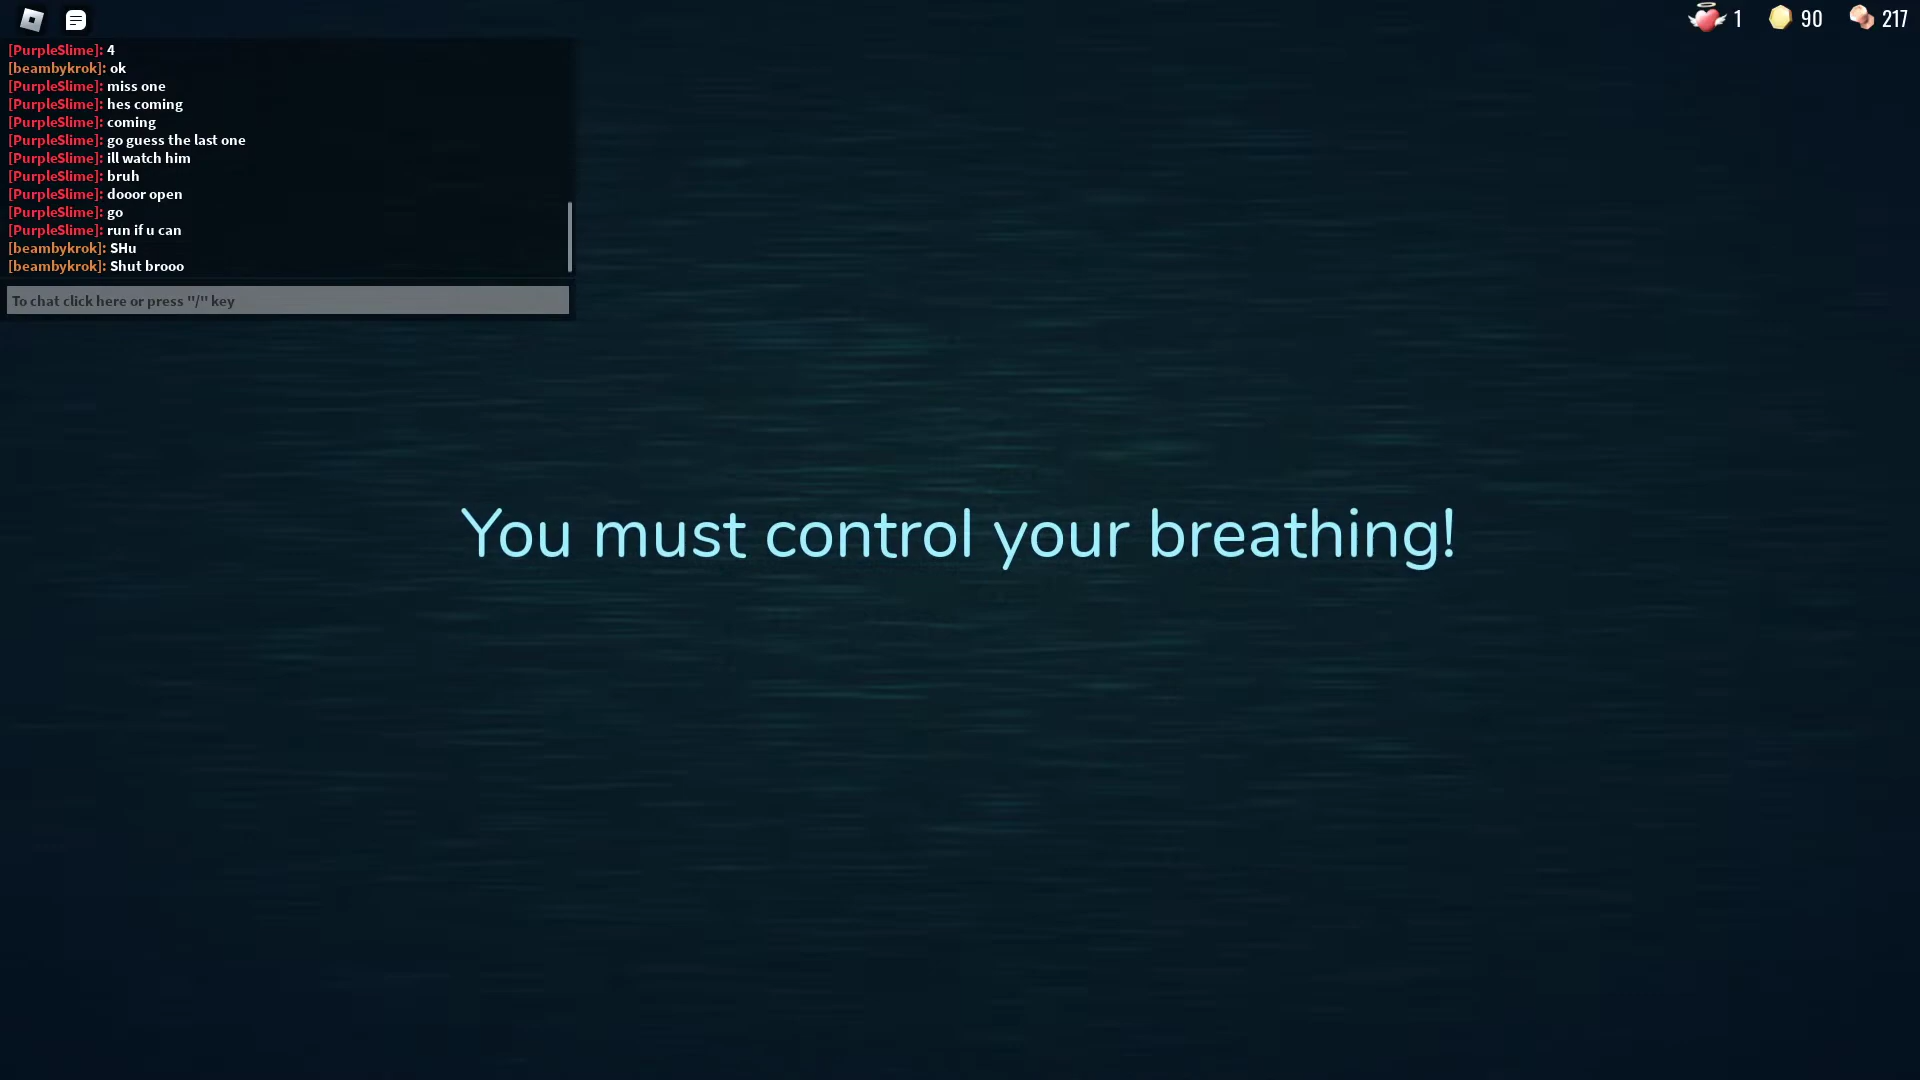 1 90 217
[PurpleSlime]: 4
[beambykrok]: ok
[PurpleSlime]: miss one
[PurpleSlime]: hes coming
[PurpleSlime]: coming
[PurpleSlime]: go guess the last one
[PurpleSlime]: ill watch him
[PurpleSlime]: bruh
[PurpleSlime]: dooor open
[PurpleSlime]: go
[PurpleSlime]: run if u can
[beambykrok]: SHu
[beambykrok]: Shut brooo
To chat click here or press "/" key
You must control your breathing!